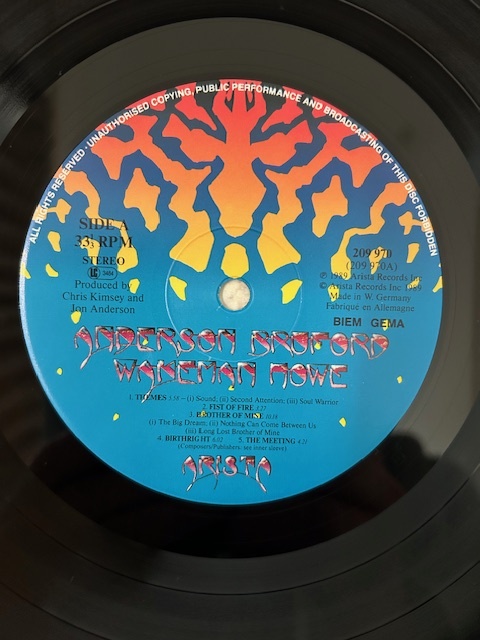 ALL RIGHTS RESERVED · UNAUTHORISED COPYING, PUBLIC PERFORMANCE AND BROADCASTING OF THIS DISC FORBIDDEN
SIDE A
33⅓ RPM
STEREO
LC 3484
Produced by
Chris Kimsey and
Jon Anderson
209 970
(209 970A)
℗ 1989 Arista Records Inc
© Arista Records Inc 1989
Made in W. Germany
Fabriqué en Allemagne
BIEM GEMA
ANDERSON BRUFORD
WAKEMAN HOWE
1. THEMES 5.58 – (i) Sound; (ii) Second Attention; (iii) Soul Warrior
2. FIST OF FIRE 3.27
3. BROTHER OF MINE 10.14
(i) The Big Dream; (ii) Nothing Can Come Between Us
(iii) Long Lost Brother of Mine
4. BIRTHRIGHT 6.02 5. THE MEETING 4.21
(Composers/Publishers- see inner sleeve)
ARISTA